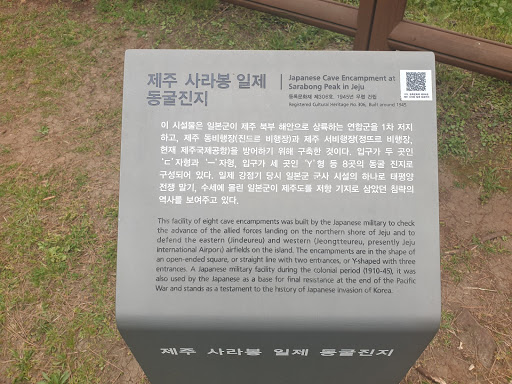 제주 사라봉 일제
동굴진지
Japanese Cave Encampment at
Sarabong Peak in Jeju
등록문화제 제306호, 1945년 무렵 건립
Registered Cultural Heritage No. 306, Built around 1945
이 시설물은 일본군이 제주 북부 해안으로 상륙하는 연합군을 1차 저지
하고, 제주 동비행장(진드르 비행장)과 제주 서비행장(정뜨르 비행장,
현재 제주국제공항)을 방어하기 위해 구축한 것이다. 입구가 두 곳인
'ㄷ'자형과 'ㅡ'자형, 입구가 세 곳인 'Y'형 등 8곳의 동굴 진지로
구성되어 있다. 일제 강점기 당시 일본군 군사 시설의 하나로 태평양
전쟁 말기, 수세에 몰린 일본군이 제주도를 저항 기지로 삼았던 침략의
역사를 보여주고 있다.
This facility of eight cave encampments was built by the Japanese military to check
the advance of the allied forces landing on the northern shore of Jeju and to
defend the eastern (Jindeureu) and western (Jeongtteureu, presently Jeju
International Airport) airfields on the island. The encampments are in the shape of
an open-ended square, or straight line with two entrances, or Y-shaped with three
entrances. A Japanese military facility during the colonial period (1910-45), it was
also used by the Japanese as a base for final resistance at the end of the Pacific
War and stands as a testament to the history of Japanese invasion of Korea.
제주 사라봉 일제 동굴진지